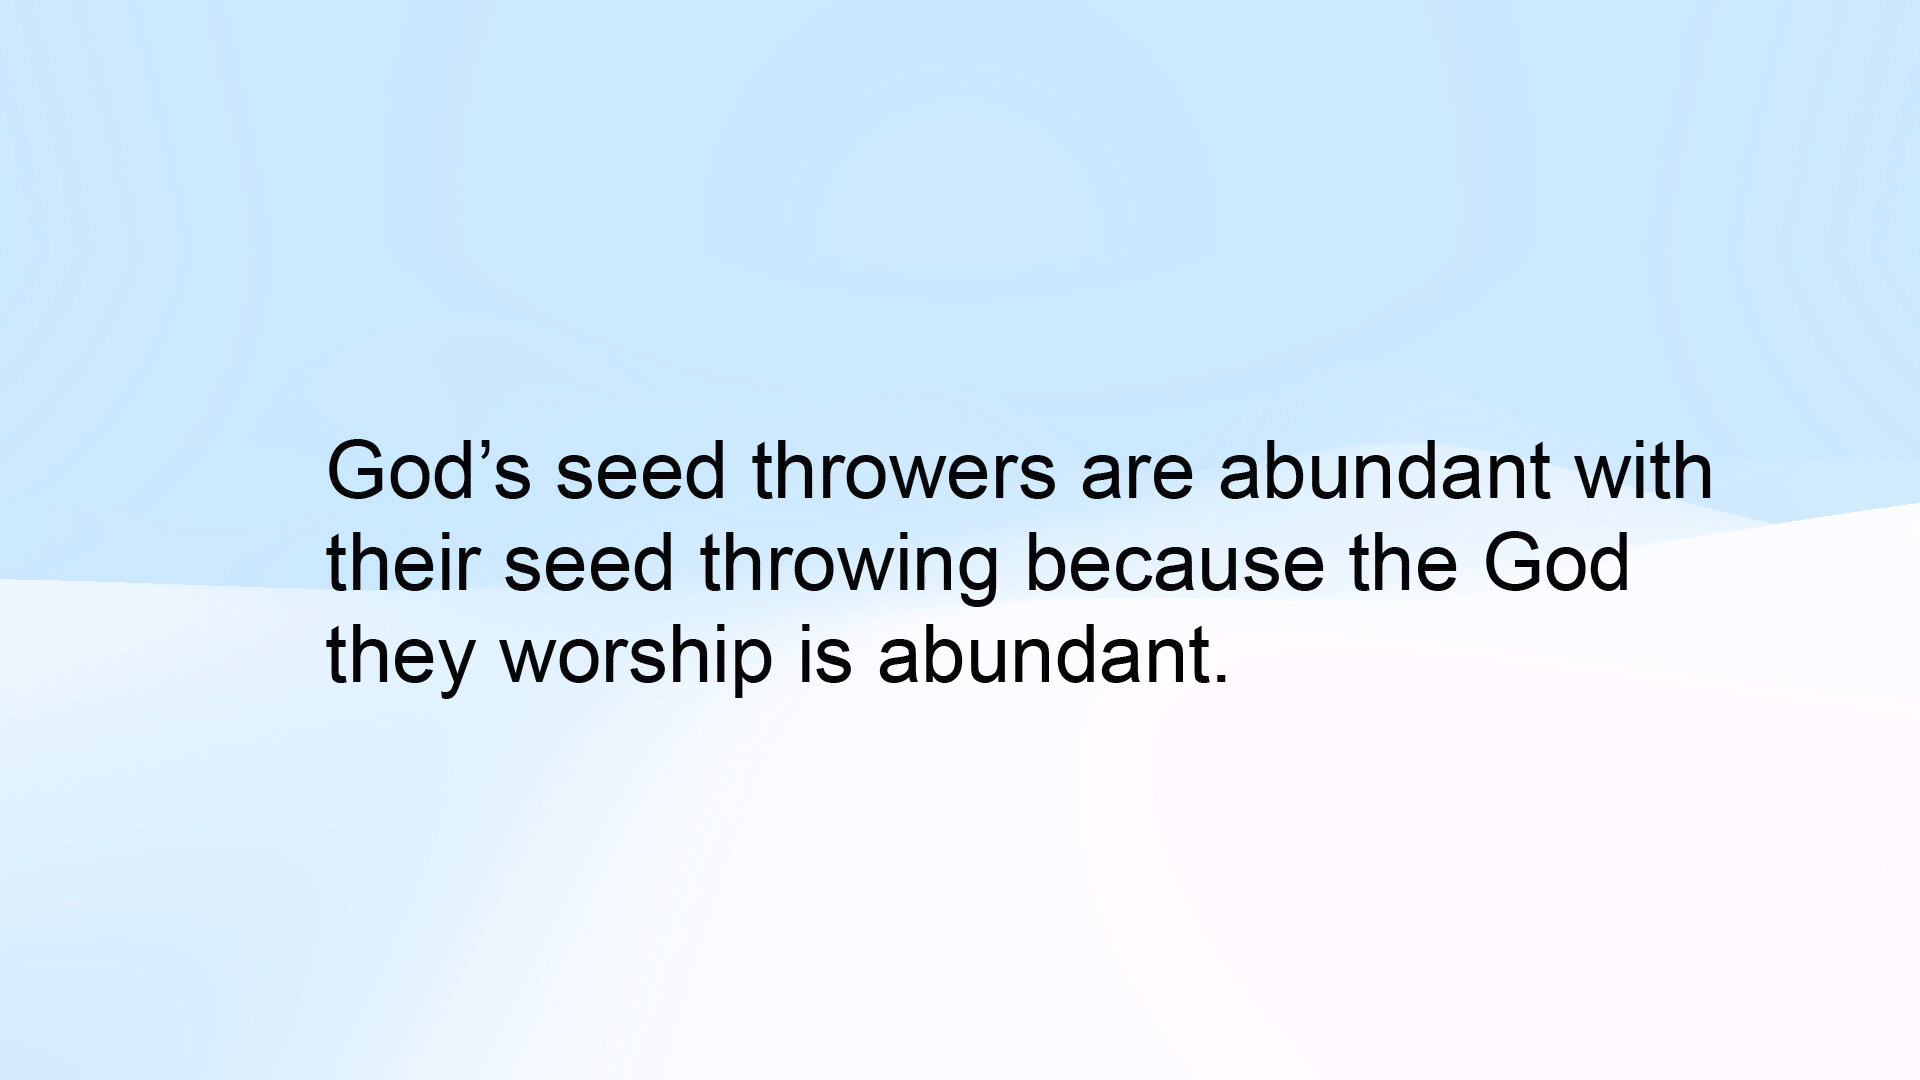 God’s seed throwers are abundant with
their seed throwing because the God
they worship is abundant.